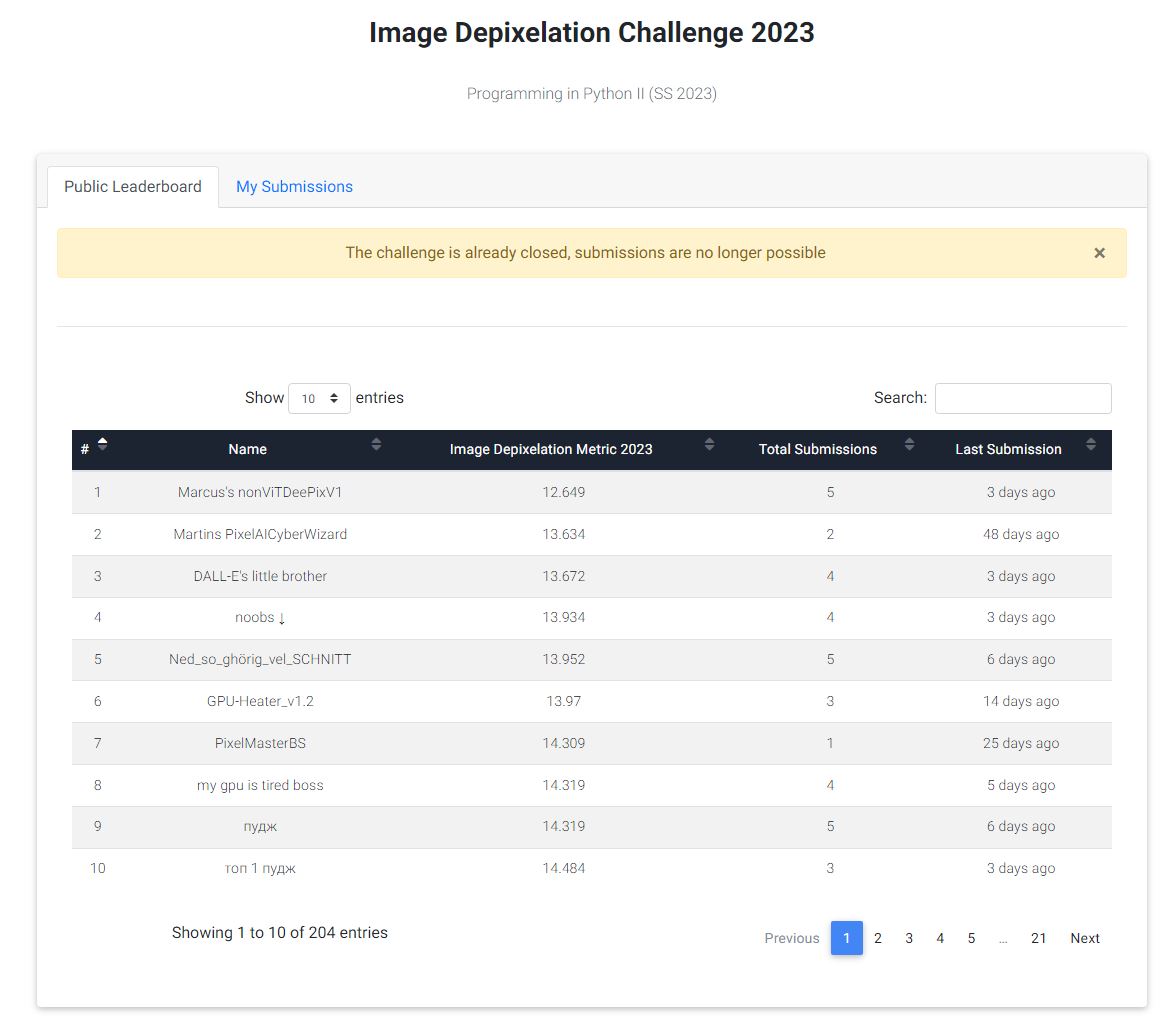 Image Depixelation Challenge 2023
Programming in Python II (SS 2023)
Public Leaderboard My Submissions
The challenge is already closed, submissions are no longer possible ×
Show 10 entries Search:
# Name Image Depixelation Metric 2023 Total Submissions Last Submission
1 Marcus's nonViTDeePixV1 12.649 5 3 days ago
2 Martins PixelAICyberWizard 13.634 2 48 days ago
3 DALL-E's little brother 13.672 4 3 days ago
4 noobs ↓ 13.934 4 3 days ago
5 Ned_so_ghörig_vel_SCHNITT 13.952 5 6 days ago
6 GPU-Heater_v1.2 13.97 3 14 days ago
7 PixelMasterBS 14.309 1 25 days ago
8 my gpu is tired boss 14.319 4 5 days ago
9 пудж 14.319 5 6 days ago
10 топ 1 пудж 14.484 3 3 days ago
Showing 1 to 10 of 204 entries Previous 1 2 3 4 5 … 21 Next